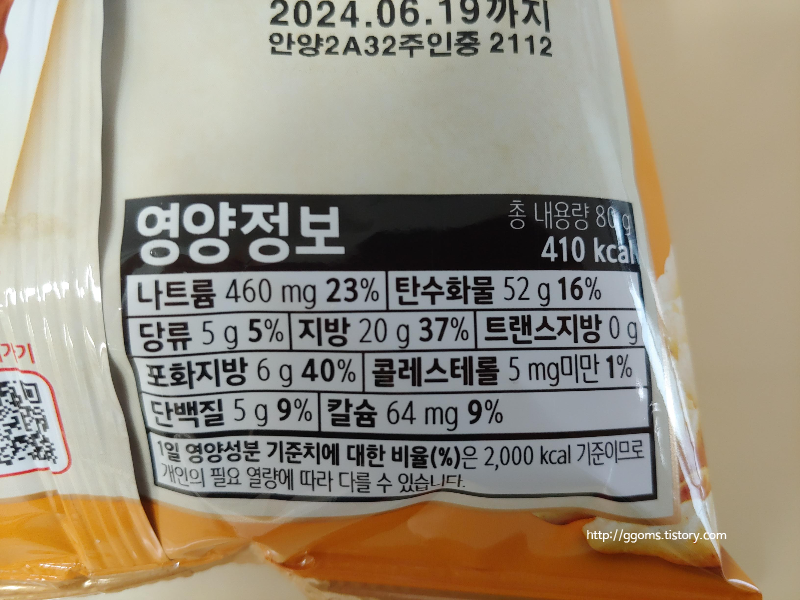 2024.06.19까지
안양2A32주인중 2112
영양정보
총 내용량 80 g
410 kcal
나트륨 460 mg 23% 탄수화물 52 g 16%
당류 5 g 5% 지방 20 g 37% 트랜스지방 0 g
포화지방 6 g 40% 콜레스테롤 5 mg미만 1%
단백질 5 g 9% 칼슘 64 mg 9%
1일 영양성분 기준치에 대한 비율(%)은 2,000 kcal 기준이므로
개인의 필요 열량에 따라 다를 수 있습니다.
http://ggoms.tistory.com